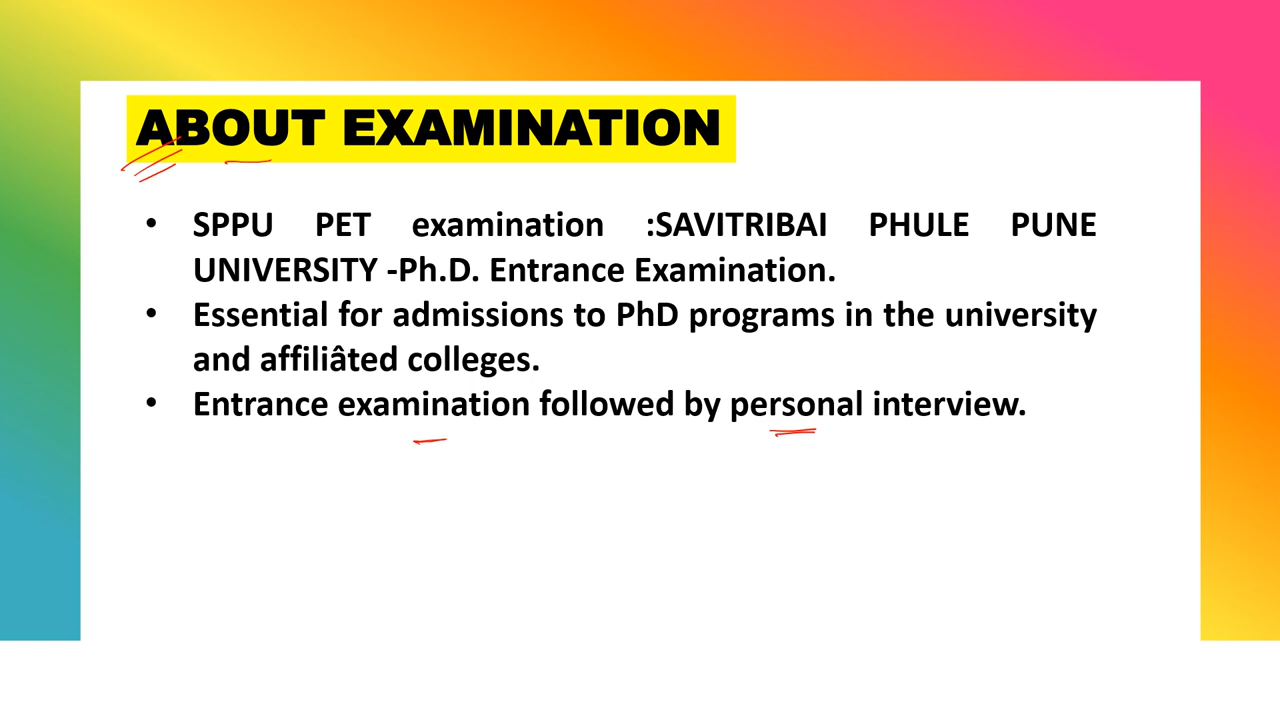 ABOUT EXAMINATION
• SPPU PET examination :SAVITRIBAI PHULE PUNE
UNIVERSITY -Ph.D. Entrance Examination.
• Essential for admissions to PhD programs in the university
and affiliâted colleges.
• Entrance examination followed by personal interview.